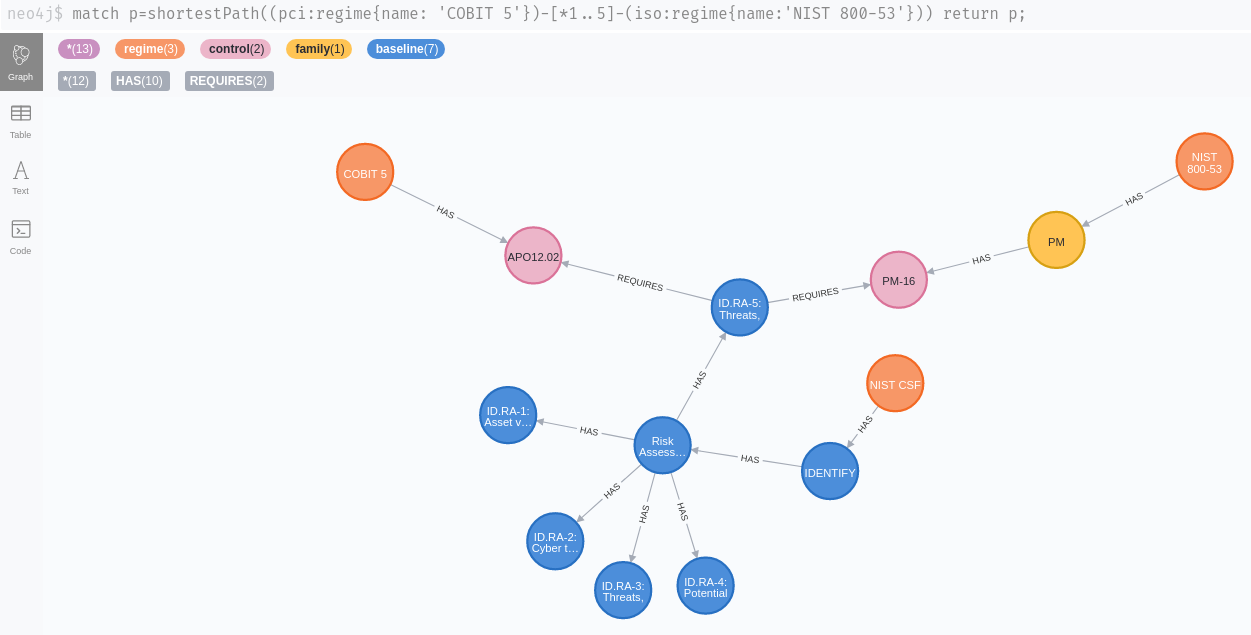 neo4j$ match p=shortestPath((pci:regime{name: 'COBIT 5'})-[*1..5]-(iso:regime{name:'NIST 800-53'})) return p;
*(13) regime(3) control(2) family(1) baseline(7)
*(12) HAS(10) REQUIRES(2)
Graph
Table
Text
Code
COBIT 5
NIST
800-53
HAS
HAS
PM
APO12.02
HAS
PM-16
REQUIRES
REQUIRES
ID.RA-5:
Threats,
HAS
NIST CSF
HAS
ID.RA-1:
Asset v…
HAS
Risk
Assess…
HAS
IDENTIFY
HAS
HAS
HAS
ID.RA-2:
Cyber t…
ID.RA-3:
Threats,
ID.RA-4:
Potential